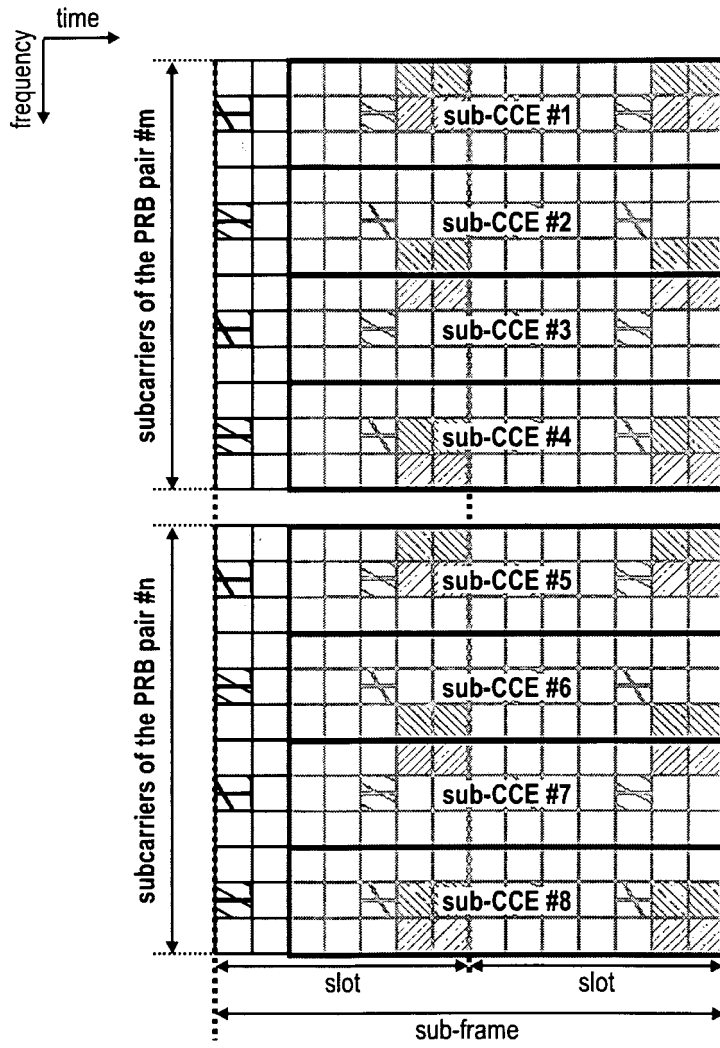 time
frequency
subcarriers of the PRB pair #m
sub-CCE #1
sub-CCE #2
sub-CCE #3
sub-CCE #4
subcarriers of the PRB pair #n
sub-CCE #5
sub-CCE #6
sub-CCE #7
sub-CCE #8
slot
slot
sub-frame